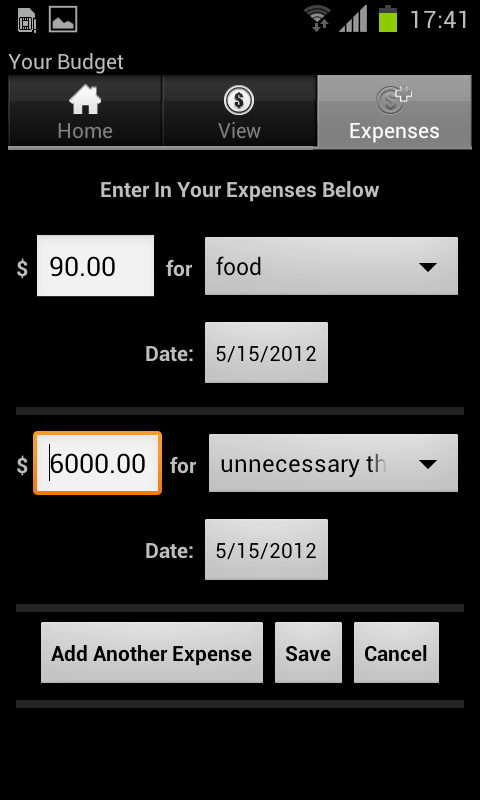 17:41
Your Budget
Home View Expenses
Enter In Your Expenses Below
$ 90.00 for food
Date: 5/15/2012
$ 6000.00 for unnecessary th
Date: 5/15/2012
Add Another Expense Save Cancel